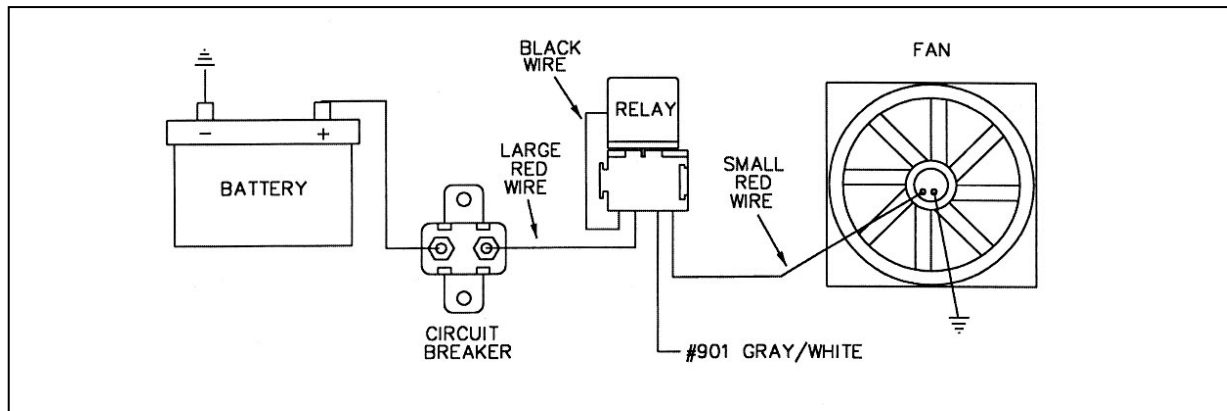 BLACK
WIRE
FAN
RELAY
– +
BATTERY
LARGE
RED
WIRE
SMALL
RED
WIRE
CIRCUIT
BREAKER
#901 GRAY/WHITE